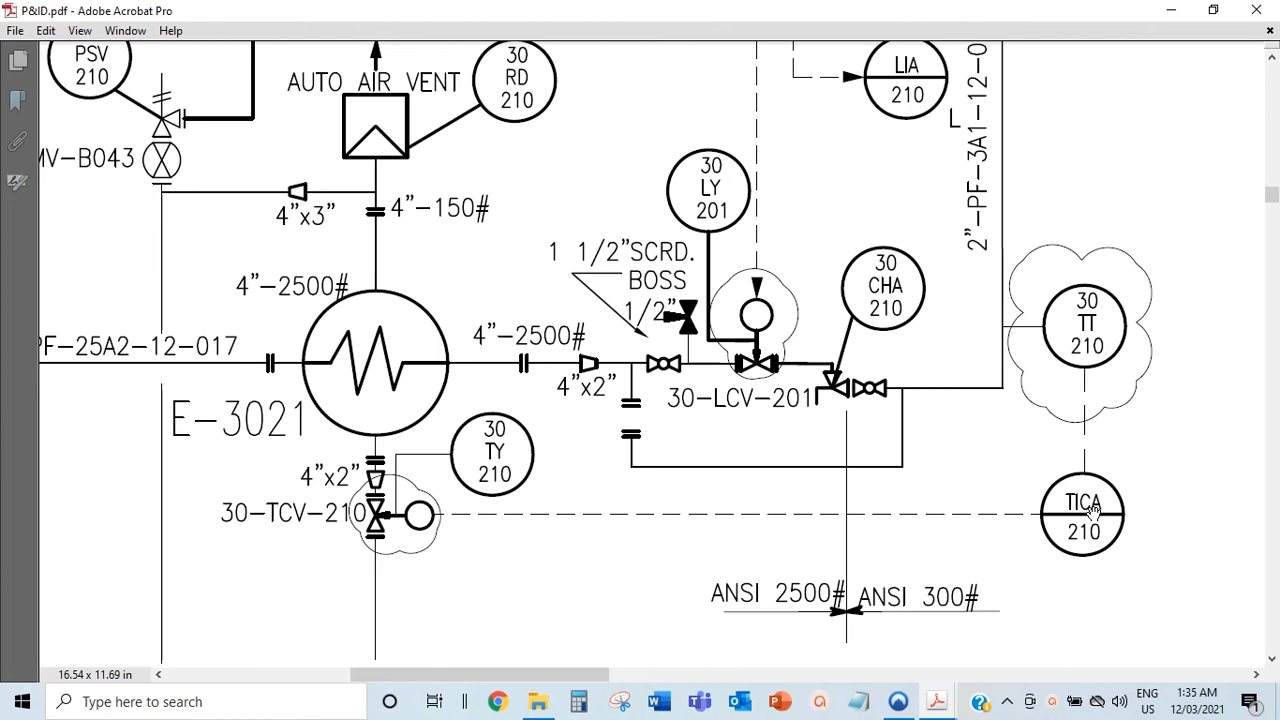 P&ID.pdf - Adobe Acrobat Pro
File Edit View Window Help
PSV
210
AUTO AIR VENT
30
RD
210
LIA
210
L
2"-PF-3A1-12-0
MV-B043
4"x3"
4"-150#
30
LY
201
1 1/2"SCRD.
BOSS
1/2"
30
CHA
210
4"-2500#
PF-25A2-12-017
4"-2500#
4"x2"
30-LCV-201
30
TT
210
E-3021
30
TY
210
4"x2"
30-TCV-210
TICA
210
ANSI 2500# ANSI 300#
16.54 x 11.69 in
Type here to search
ENG
US
1:35 AM
12/03/2021
1